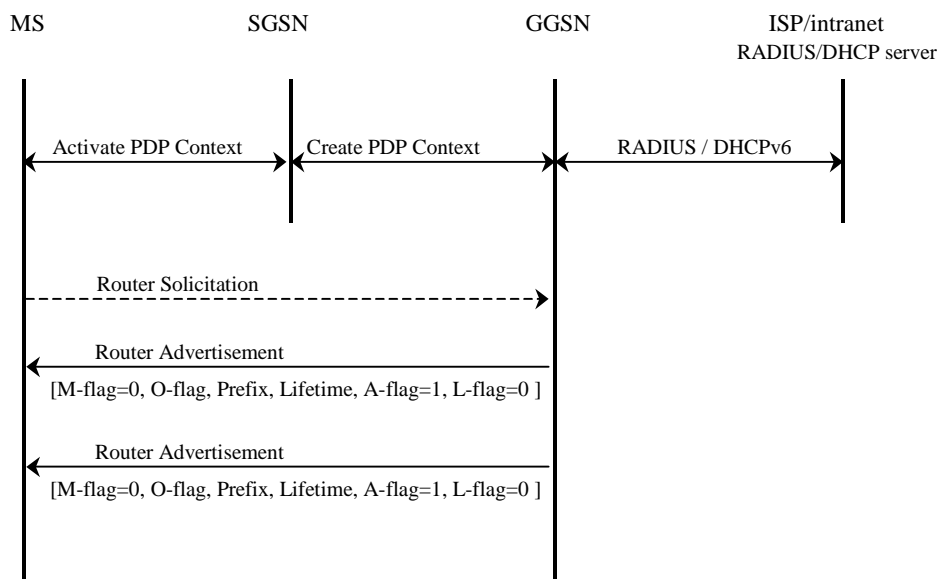 MS
SGSN
GGSN
ISP/intranet
RADIUS/DHCP server
Activate PDP Context
Create PDP Context
RADIUS / DHCPv6
Router Solicitation
Router Advertisement
[M-flag=0, O-flag, Prefix, Lifetime, A-flag=1, L-flag=0 ]
Router Advertisement
[M-flag=0, O-flag, Prefix, Lifetime, A-flag=1, L-flag=0 ]